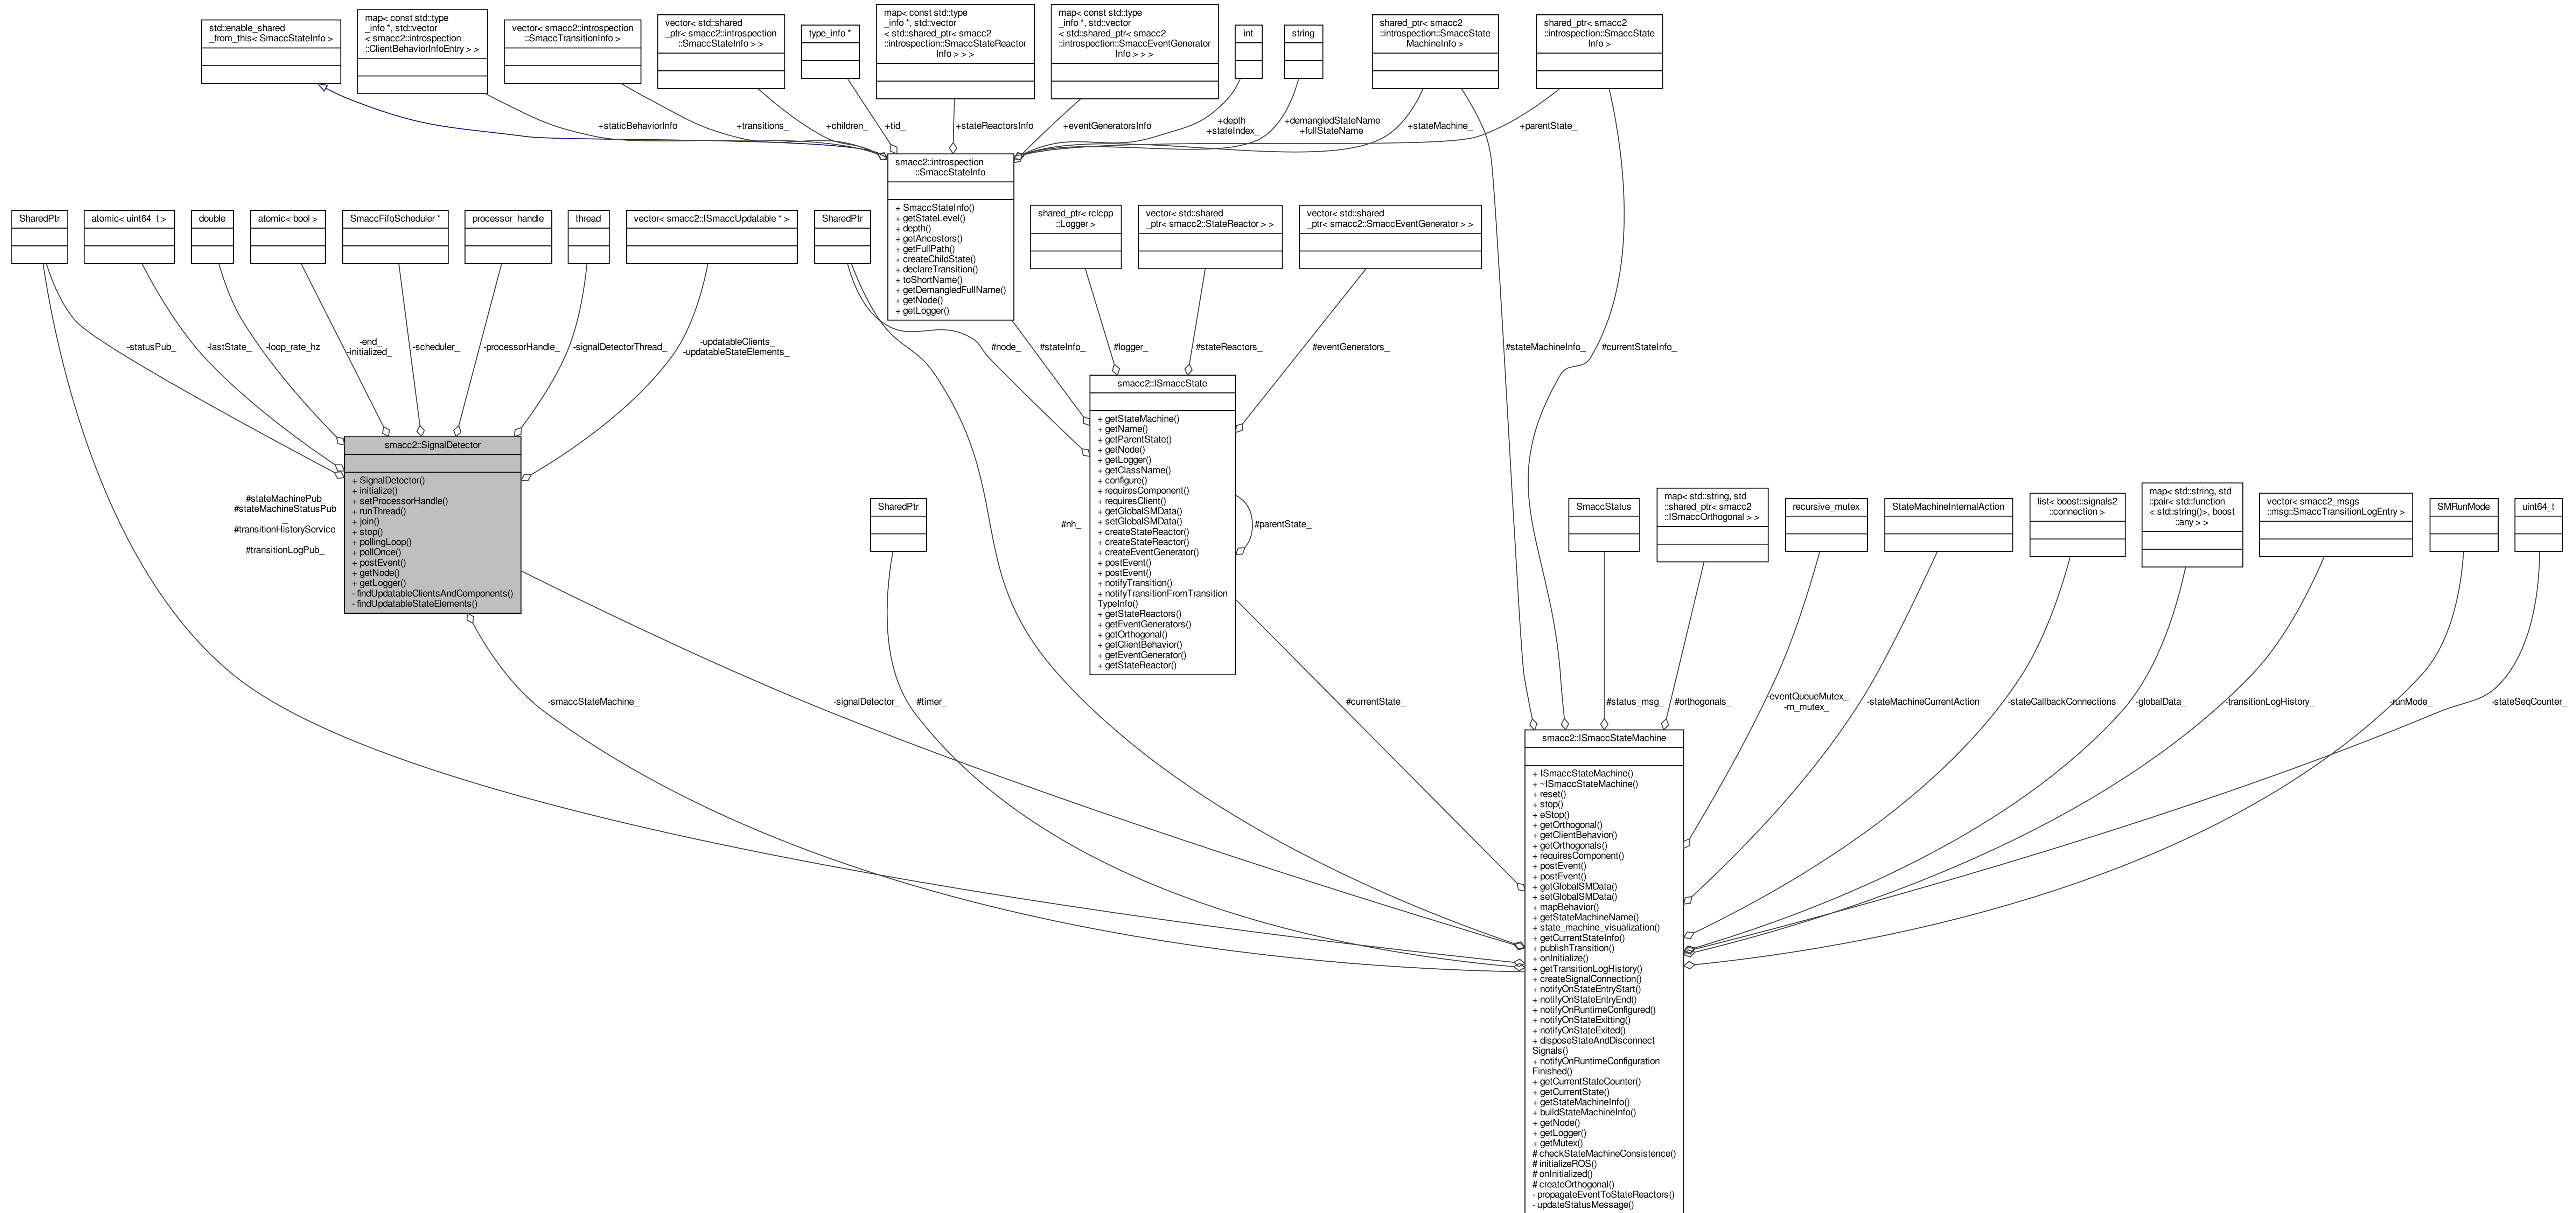 std::enable_shared
_from_this< SmaccStateInfo >
map< const std::type
_info *, std::vector
< smacc2::introspection
::ClientBehaviorInfoEntry > >
vector< smacc2::introspection
::SmaccTransitionInfo >
vector< std::shared
_ptr< smacc2::introspection
::SmaccStateInfo > >
type_info *
map< const std::type
_info *, std::vector
< std::shared_ptr< smacc2
::introspection::SmaccStateReactor
Info > > >
map< const std::type
_info *, std::vector
< std::shared_ptr< smacc2
::introspection::SmaccEventGenerator
Info > > >
int
string
shared_ptr< smacc2
::introspection::SmaccState
MachineInfo >
shared_ptr< smacc2
::introspection::SmaccState
Info >
+staticBehaviorInfo
+transitions_
+children_
+tid_
+stateReactorsInfo
+eventGeneratorsInfo
+depth_
+stateIndex_
+demangledStateName
+fullStateName
+stateMachine_
+parentState_
smacc2::introspection
::SmaccStateInfo
+ SmaccStateInfo()
+ getStateLevel()
+ depth()
+ getAncestors()
+ getFullPath()
+ createChildState()
+ declareTransition()
+ toShortName()
+ getDemangledFullName()
+ getNode()
+ getLogger()
SharedPtr
atomic< uint64_t >
double
atomic< bool >
SmaccFifoScheduler *
processor_handle
thread
vector< smacc2::ISmaccUpdatable * >
SharedPtr
shared_ptr< rclcpp
::Logger >
vector< std::shared
_ptr< smacc2::StateReactor > >
vector< std::shared
_ptr< smacc2::SmaccEventGenerator > >
-statusPub_
-lastState_
-loop_rate_hz
-end_
-initialized_
-scheduler_
-processorHandle_
-signalDetectorThread_
-updatableClients_
-updatableStateElements_
#node_
#stateInfo_
#logger_
#stateReactors_
#eventGenerators_
#stateMachineInfo_
#currentStateInfo_
smacc2::SignalDetector
+ SignalDetector()
+ initialize()
+ setProcessorHandle()
+ runThread()
+ join()
+ stop()
+ pollingLoop()
+ pollOnce()
+ postEvent()
+ getNode()
+ getLogger()
- findUpdatableClientsAndComponents()
- findUpdatableStateElements()
smacc2::ISmaccState
+ getStateMachine()
+ getName()
+ getParentState()
+ getNode()
+ getLogger()
+ getClassName()
+ configure()
+ requiresComponent()
+ requiresClient()
+ getGlobalSMData()
+ setGlobalSMData()
+ createStateReactor()
+ createStateReactor()
+ createEventGenerator()
+ postEvent()
+ postEvent()
+ notifyTransition()
+ notifyTransitionFromTransition
TypeInfo()
+ getStateReactors()
+ getEventGenerators()
+ getOrthogonal()
+ getClientBehavior()
+ getEventGenerator()
+ getStateReactor()
#stateMachinePub_
#stateMachineStatusPub
_
#transitionHistoryService
_
#transitionLogPub_
SharedPtr
#nh_
#parentState_
SmaccStatus
map< std::string, std
::shared_ptr< smacc2
::ISmaccOrthogonal > >
recursive_mutex
StateMachineInternalAction
list< boost::signals2
::connection >
map< std::string, std
::pair< std::function
< std::string()>, boost
::any > >
vector< smacc2_msgs
::msg::SmaccTransitionLogEntry >
SMRunMode
uint64_t
-smaccStateMachine_
-signalDetector_
#timer_
#currentState_
#status_msg_
#orthogonals_
-eventQueueMutex_
-m_mutex_
-stateMachineCurrentAction
-stateCallbackConnections
-globalData_
-transitionLogHistory_
-runMode_
-stateSeqCounter_
smacc2::ISmaccStateMachine
+ ISmaccStateMachine()
+ ~ISmaccStateMachine()
+ reset()
+ stop()
+ eStop()
+ getOrthogonal()
+ getClientBehavior()
+ getOrthogonals()
+ requiresComponent()
+ postEvent()
+ postEvent()
+ getGlobalSMData()
+ setGlobalSMData()
+ mapBehavior()
+ getStateMachineName()
+ state_machine_visualization()
+ getCurrentStateInfo()
+ publishTransition()
+ onInitialize()
+ getTransitionLogHistory()
+ createSignalConnection()
+ notifyOnStateEntryStart()
+ notifyOnStateEntryEnd()
+ notifyOnRuntimeConfigured()
+ notifyOnStateExitting()
+ notifyOnStateExited()
+ disposeStateAndDisconnect
Signals()
+ notifyOnRuntimeConfiguration
Finished()
+ getCurrentStateCounter()
+ getCurrentState()
+ getStateMachineInfo()
+ buildStateMachineInfo()
+ getNode()
+ getLogger()
+ getMutex()
# checkStateMachineConsistence()
# initializeROS()
# onInitialized()
# createOrthogonal()
- propagateEventToStateReactors()
- updateStatusMessage()